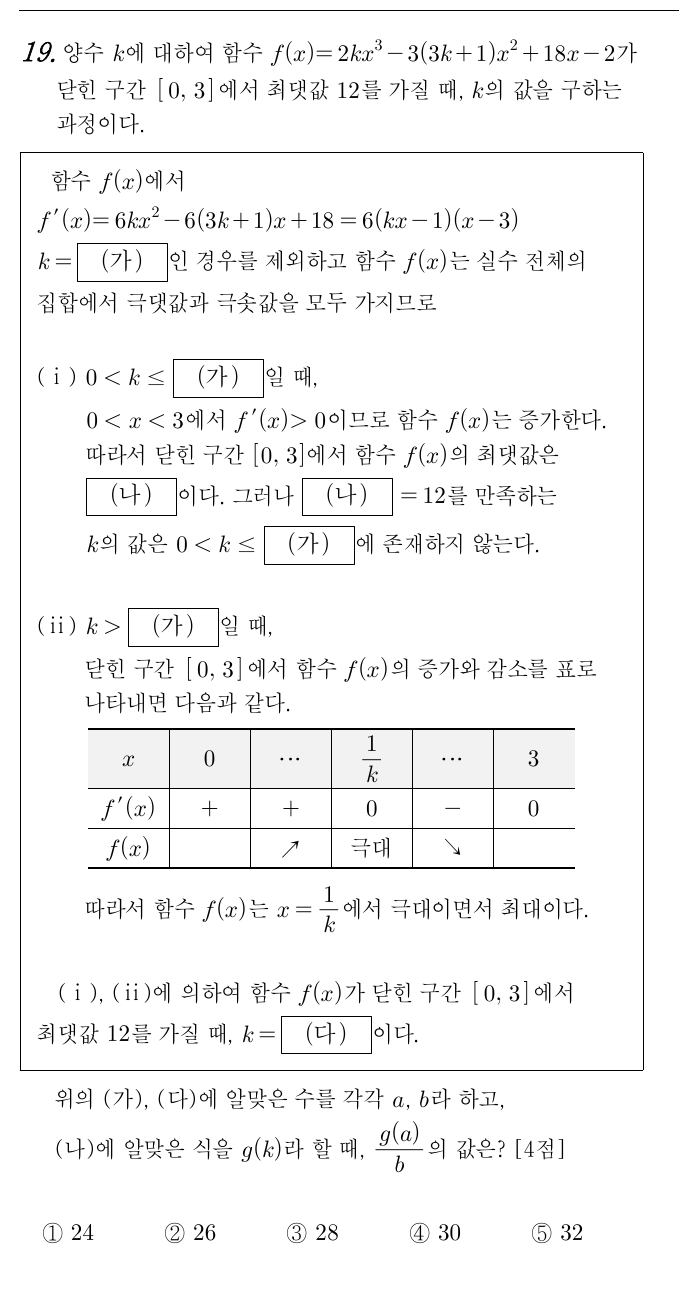 19. 양수 k에 대하여 함수 f(x)=2kx³-3(3k+1)x²+18x-2가
닫힌 구간 [0, 3]에서 최댓값 12를 가질 때, k의 값을 구하는
과정이다.
함수 f(x)에서
f′(x)=6kx²-6(3k+1)x+18=6(kx-1)(x-3)
k= (가) 인 경우를 제외하고 함수 f(x)는 실수 전체의
집합에서 극댓값과 극솟값을 모두 가지므로
(ⅰ) 0<k≤ (가) 일 때,
0<x<3에서 f′(x)>0이므로 함수 f(x)는 증가한다.
따라서 닫힌 구간 [0, 3]에서 함수 f(x)의 최댓값은
(나) 이다. 그러나 (나) =12를 만족하는
k의 값은 0<k≤ (가) 에 존재하지 않는다.
(ⅱ) k> (가) 일 때,
닫힌 구간 [0, 3]에서 함수 f(x)의 증가와 감소를 표로
나타내면 다음과 같다.
x 0 ⋯ 1/k ⋯ 3
f′(x) + + 0 - 0
f(x) ↗ 극대 ↘
따라서 함수 f(x)는 x=1/k에서 극대이면서 최대이다.
(ⅰ), (ⅱ)에 의하여 함수 f(x)가 닫힌 구간 [0, 3]에서
최댓값 12를 가질 때, k= (다) 이다.
위의 (가), (다)에 알맞은 수를 각각 a, b라 하고,
(나)에 알맞은 식을 g(k)라 할 때, g(a)/b의 값은? [4점]
① 24 ② 26 ③ 28 ④ 30 ⑤ 32